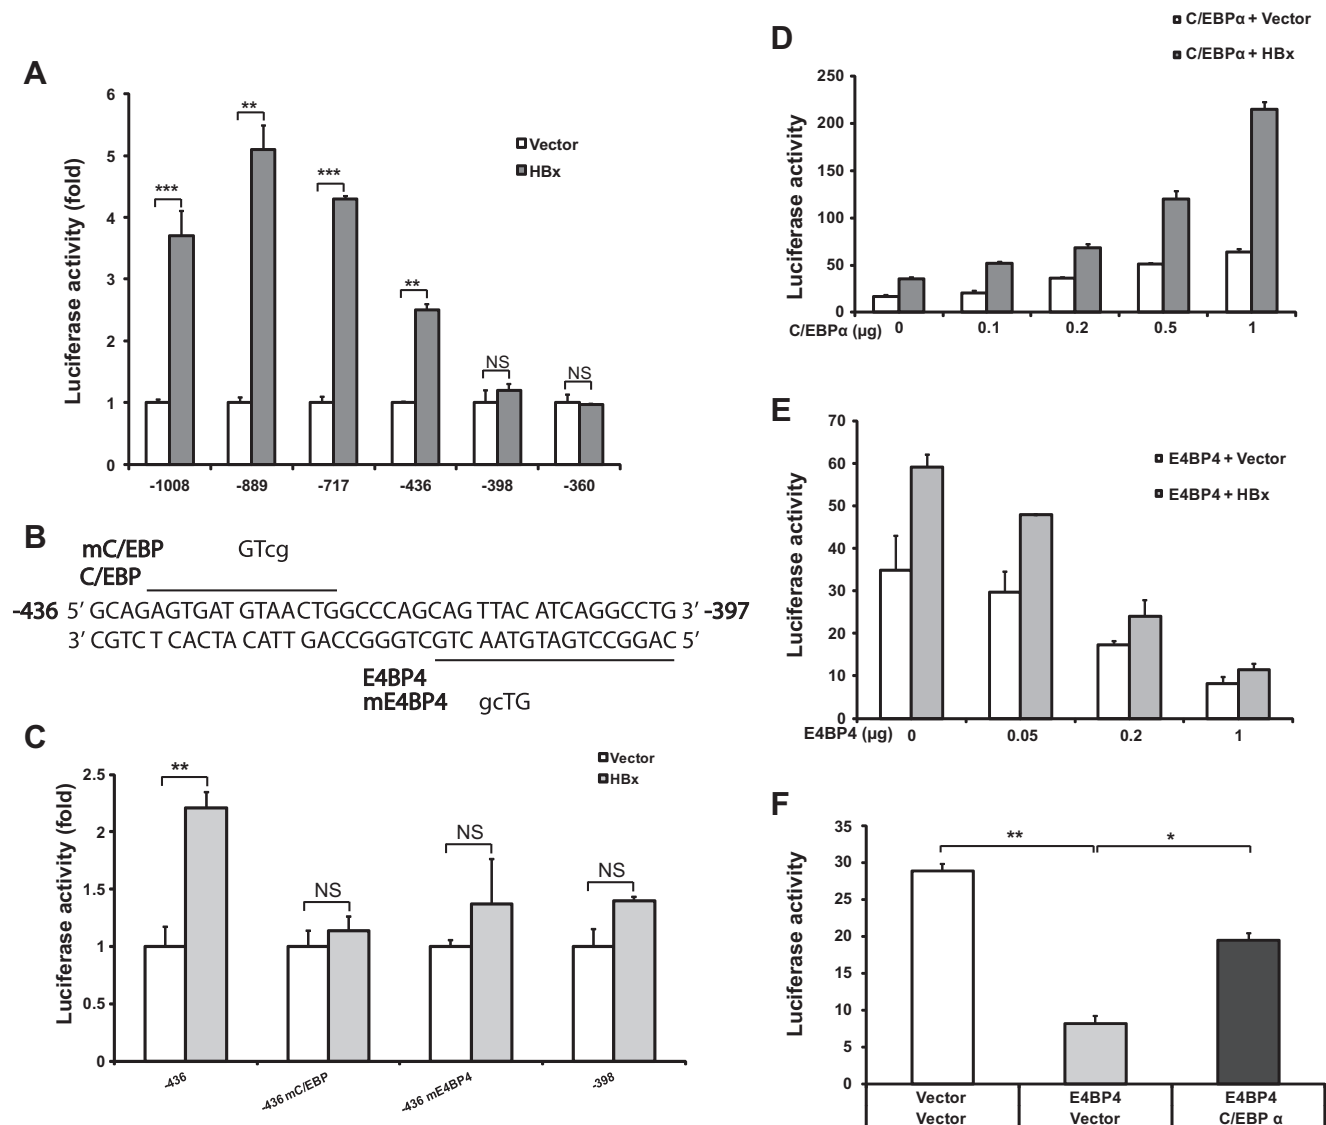 A
Luciferase activity (fold)
6
5
4
3
2
1
0
***
**
***
**
NS
NS
Vector
HBx
-1008
-889
-717
-436
-398
-360
B
mC/EBP GTcg
C/EBP
-436 5′ GCAGAGTGAT GTAACTGGCCCAGCAG TTAC ATCAGGCCTG 3′ -397
3′ CGTC T CACTA CATT GACCGGGTCGTC AATGTAGTCCGGAC 5′
E4BP4
mE4BP4 gcTG
C
Luciferase activity (fold)
2.5
2
1.5
1
0.5
0
**
NS
NS
NS
Vector
HBx
-436
-436 mC/EBP
-436 mE4BP4
-398
D
C/EBPα + Vector
C/EBPα + HBx
Luciferase activity
250
200
150
100
50
0
C/EBPα (µg) 0 0.1 0.2 0.5 1
E
Luciferase activity
70
60
50
40
30
20
10
0
E4BP4 + Vector
E4BP4 + HBx
E4BP4 (µg) 0 0.05 0.2 1
F
Luciferase activity
35
30
25
20
15
10
5
0
**
*
Vector E4BP4 E4BP4
Vector Vector C/EBP α